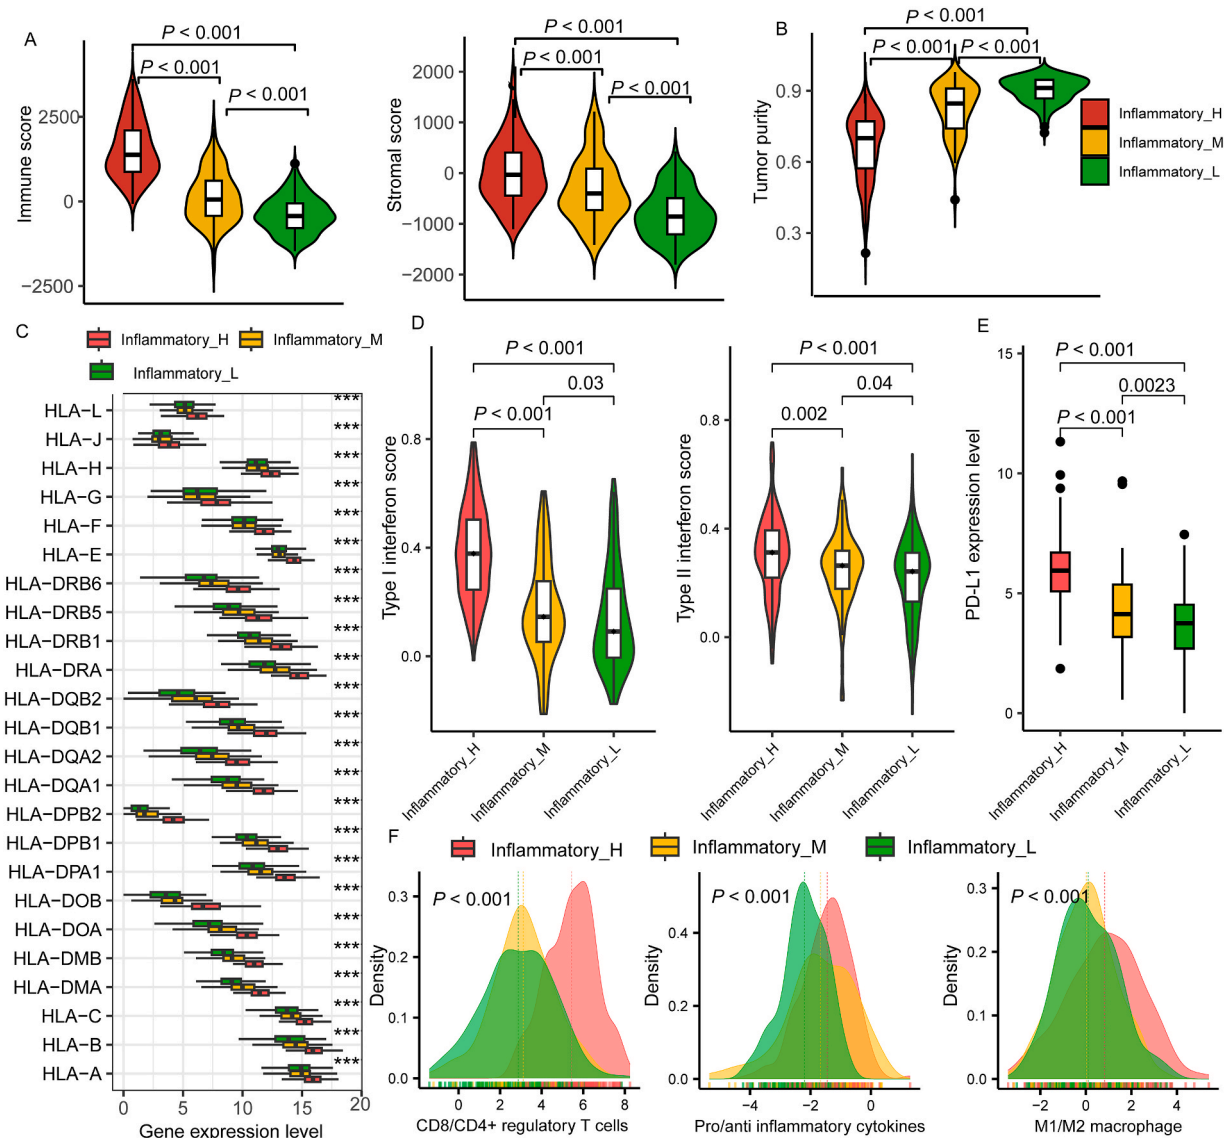 A
Immune score
2500
0
−2500
P < 0.001
P < 0.001
P < 0.001
Stromal score
2000
1000
0
−1000
−2000
P < 0.001
P < 0.001
P < 0.001
B
Tumor purity
0.9
0.6
0.3
P < 0.001
P < 0.001
P < 0.001
Inflammatory_H
Inflammatory_M
Inflammatory_L
C
Inflammatory_H
Inflammatory_M
Inflammatory_L
HLA−L ***
HLA−J ***
HLA−H ***
HLA−G ***
HLA−F ***
HLA−E ***
HLA−DRB6 ***
HLA−DRB5 ***
HLA−DRB1 ***
HLA−DRA ***
HLA−DQB2 ***
HLA−DQB1 ***
HLA−DQA2 ***
HLA−DQA1 ***
HLA−DPB2 ***
HLA−DPB1 ***
HLA−DPA1 ***
HLA−DOB ***
HLA−DOA ***
HLA−DMB ***
HLA−DMA ***
HLA−C ***
HLA−B ***
HLA−A ***
0 5 10 15 20
Gene expression level
D
Type I interferon score
0.8
0.4
0.0
P < 0.001
0.03
P < 0.001
Inflammatory_H
Inflammatory_M
Inflammatory_L
Type II interferon score
0.8
0.4
0.0
P < 0.001
0.04
0.002
Inflammatory_H
Inflammatory_M
Inflammatory_L
E
PD-L1 expression level
15
10
5
0
P < 0.001
0.0023
P < 0.001
Inflammatory_H
Inflammatory_M
Inflammatory_L
F
Inflammatory_H
Inflammatory_M
Inflammatory_L
P < 0.001
Density
0.3
0.2
0.1
0.0
0 2 4 6 8
CD8/CD4+ regulatory T cells
P < 0.001
Density
0.4
0.2
0.0
−4 −2 0
Pro/anti inflammatory cytokines
P < 0.001
Density
0.3
0.2
0.1
0.0
−2 0 2 4
M1/M2 macrophage